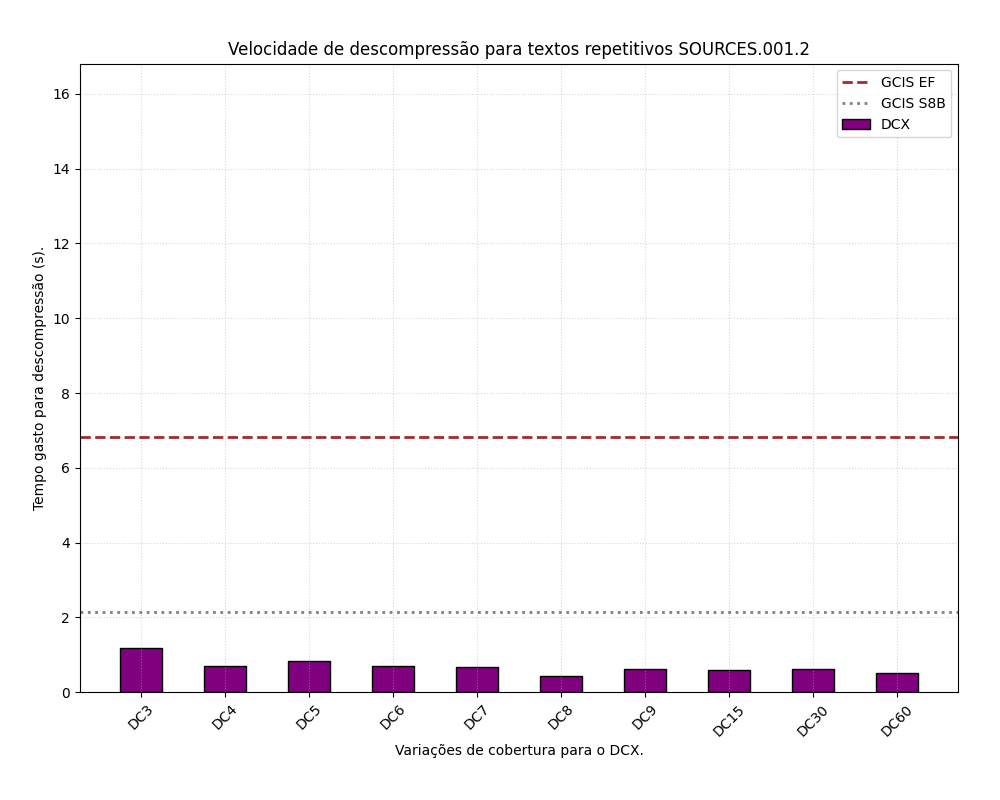 Velocidade de descompressão para textos repetitivos SOURCES.001.2
GCIS EF
GCIS S8B
DCX
Tempo gasto para descompressão (s).
16
14
12
10
8
6
4
2
0
DC3
DC4
DC5
DC6
DC7
DC8
DC9
DC15
DC30
DC60
Variações de cobertura para o DCX.